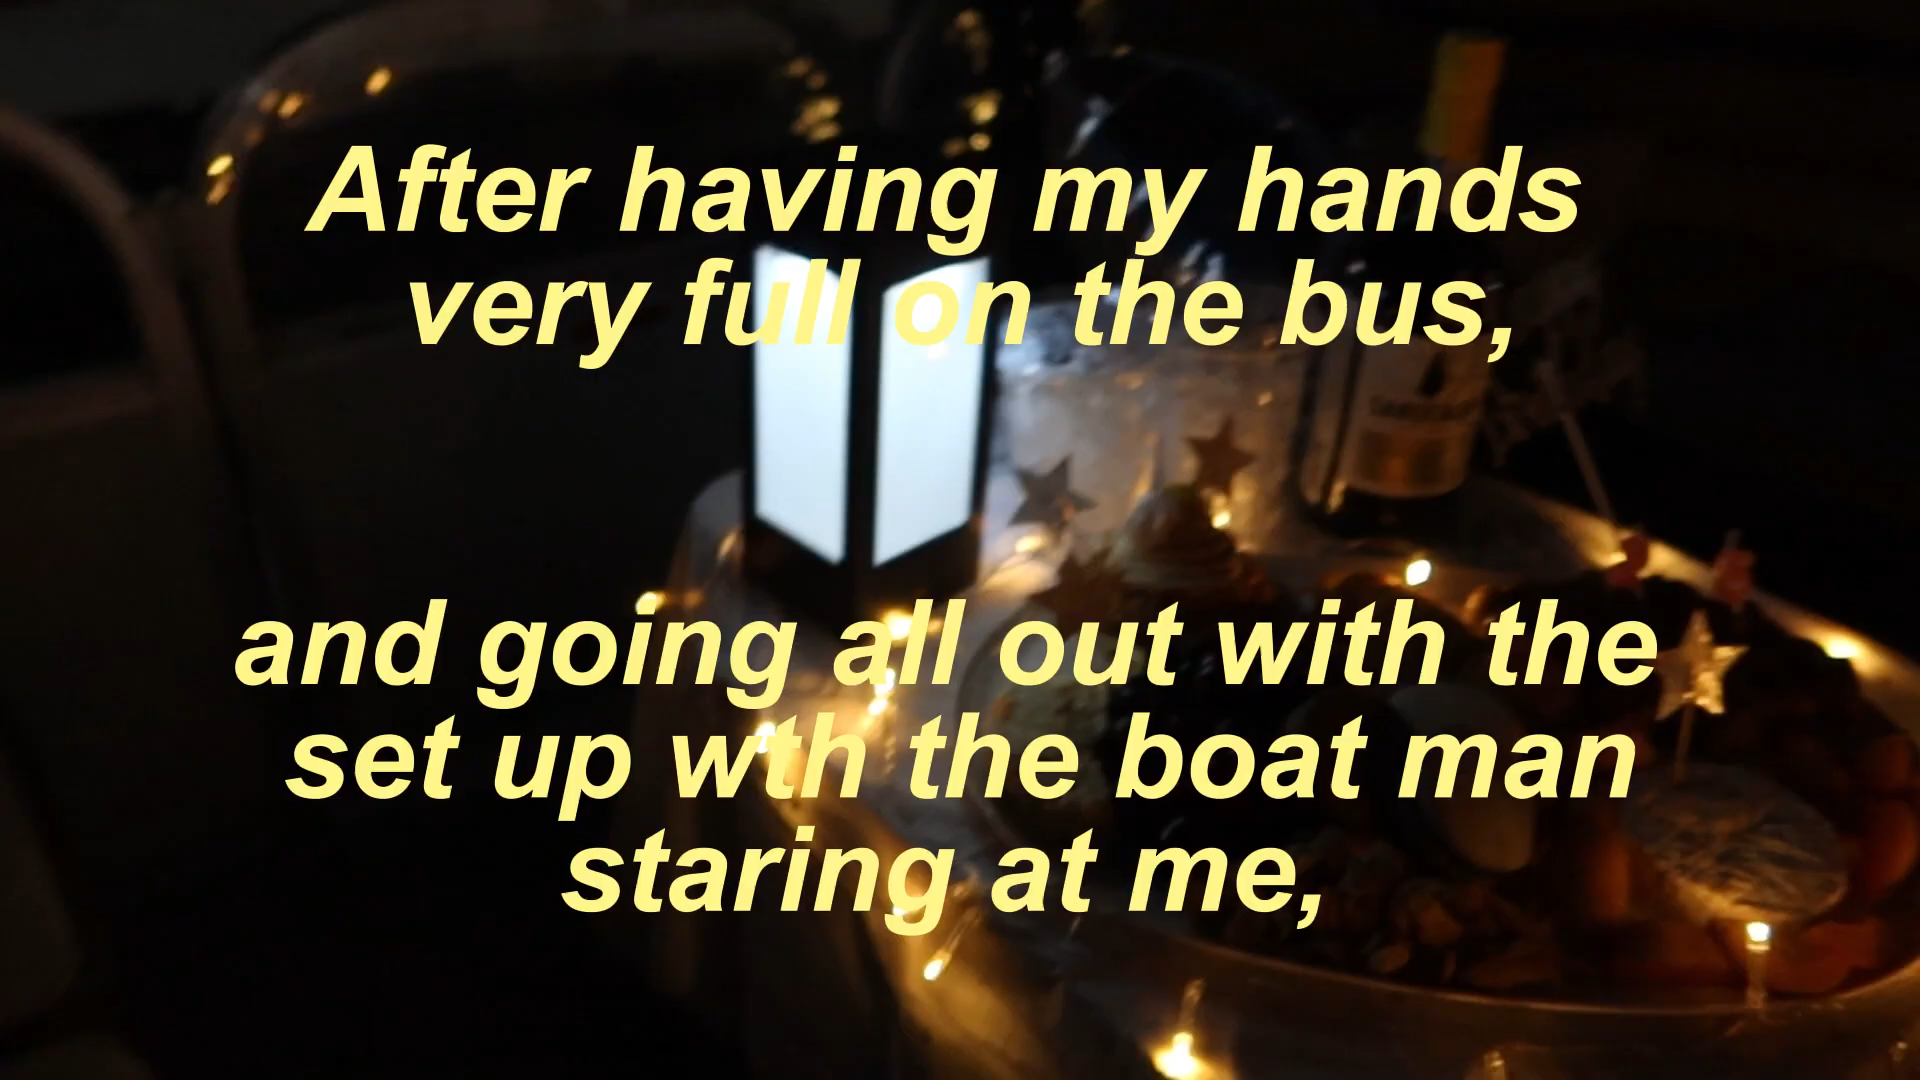 After having my hands
very full on the bus,
and going all out with the
set up wth the boat man
staring at me,